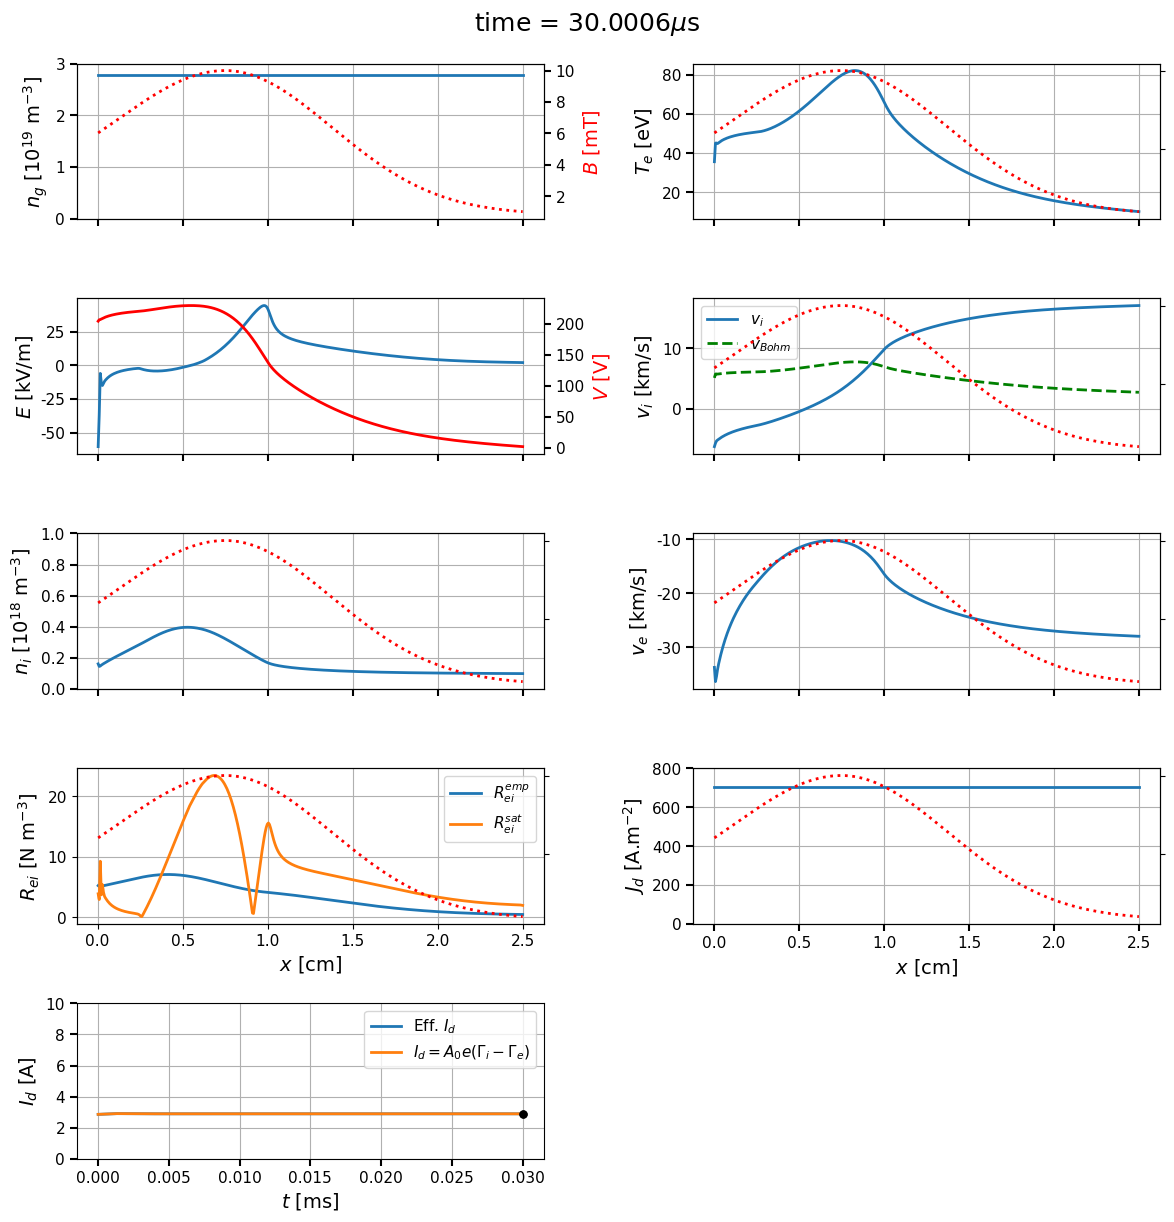 time = 30.0006μs
n_g [10^19 m^−3]
3
2
1
0
10
8
6
4
2
B [mT]
T_e [eV]
80
60
40
20
E [kV/m]
25
0
-25
-50
200
150
100
50
0
V [V]
v_i [km/s]
10
0
v_i
v_Bohm
n_i [10^18 m^−3]
1.0
0.8
0.6
0.4
0.2
0.0
v_e [km/s]
-10
-20
-30
R_ei [N m^−3]
20
10
0
R_ei^emp
R_ei^sat
0.0 0.5 1.0 1.5 2.0 2.5
x [cm]
J_d [A.m^−2]
800
600
400
200
0
0.0 0.5 1.0 1.5 2.0 2.5
x [cm]
I_d [A]
10
8
6
4
2
0
Eff. I_d
I_d = A_0e(Γ_i − Γ_e)
0.000 0.005 0.010 0.015 0.020 0.025 0.030
t [ms]